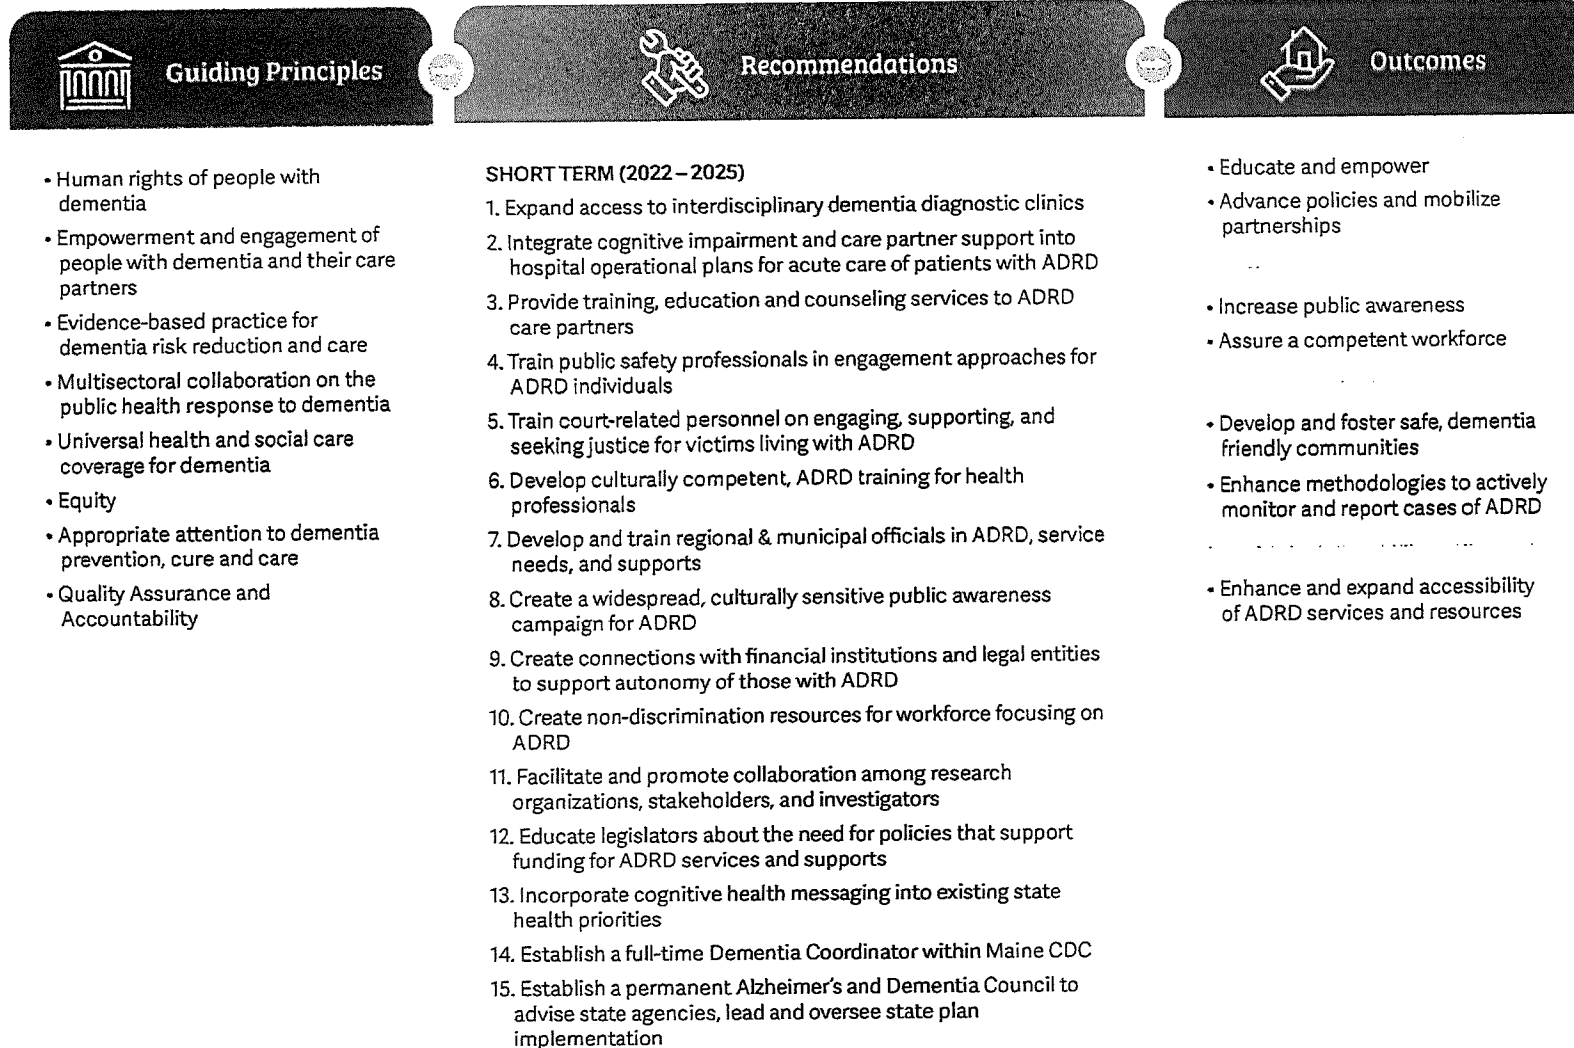 Guiding Principles
• Human rights of people with
dementia
• Empowerment and engagement of
people with dementia and their care
partners
• Evidence-based practice for
dementia risk reduction and care
• Multisectoral collaboration on the
public health response to dementia
• Universal health and social care
coverage for dementia
• Equity
• Appropriate attention to dementia
prevention, cure and care
• Quality Assurance and
Accountability
Recommendations
SHORT TERM (2022–2025)
1. Expand access to interdisciplinary dementia diagnostic clinics
2. Integrate cognitive impairment and care partner support into
hospital operational plans for acute care of patients with ADRD
3. Provide training, education and counseling services to ADRD
care partners
4. Train public safety professionals in engagement approaches for
ADRD individuals
5. Train court-related personnel on engaging, supporting, and
seeking justice for victims living with ADRD
6. Develop culturally competent, ADRD training for health
professionals
7. Develop and train regional & municipal officials in ADRD, service
needs, and supports
8. Create a widespread, culturally sensitive public awareness
campaign for ADRD
9. Create connections with financial institutions and legal entities
to support autonomy of those with ADRD
10. Create non-discrimination resources for workforce focusing on
ADRD
11. Facilitate and promote collaboration among research
organizations, stakeholders, and investigators
12. Educate legislators about the need for policies that support
funding for ADRD services and supports
13. Incorporate cognitive health messaging into existing state
health priorities
14. Establish a full-time Dementia Coordinator within Maine CDC
15. Establish a permanent Alzheimer's and Dementia Council to
advise state agencies, lead and oversee state plan
implementation
Outcomes
• Educate and empower
• Advance policies and mobilize
partnerships
• Increase public awareness
• Assure a competent workforce
• Develop and foster safe, dementia
friendly communities
• Enhance methodologies to actively
monitor and report cases of ADRD
• Enhance and expand accessibility
of ADRD services and resources